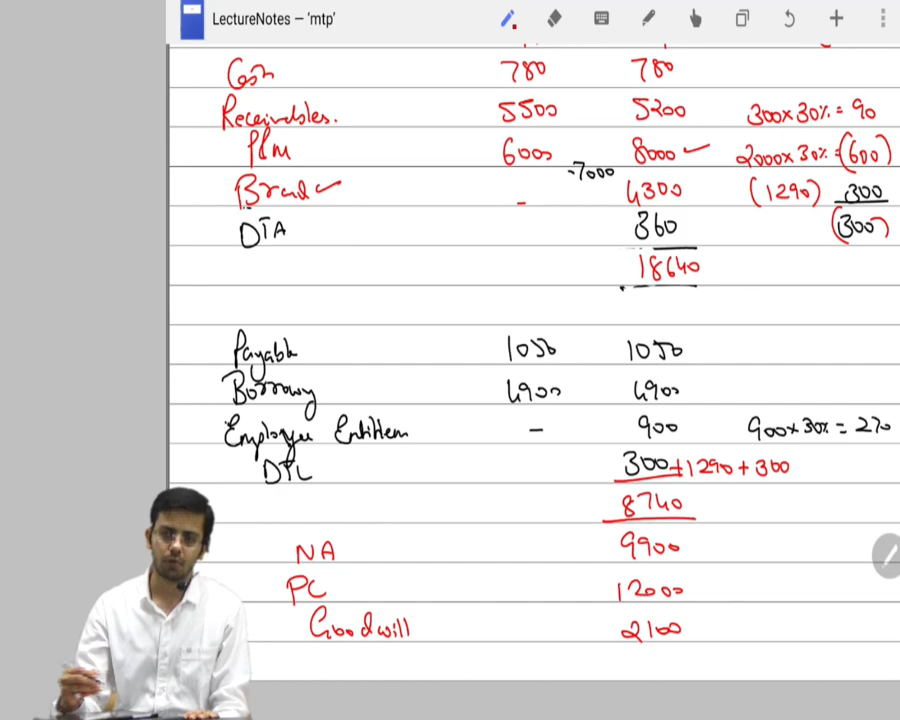 LectureNotes – 'mtp'
Cash 780 780
Receivables. 5500 5200 300x30%= 90
PPM 6000 8000 2000x30%=(600)
-7000
Brand - 4300 (1290) 300
DTA 360 (300)
18640
Payable 1050 1050
Borrowy 4900 4900
Employee Entitlem - 900 900x30%=270
DTL 300+1290+300
8740
NA 9900
PC 12000
Goodwill 2100